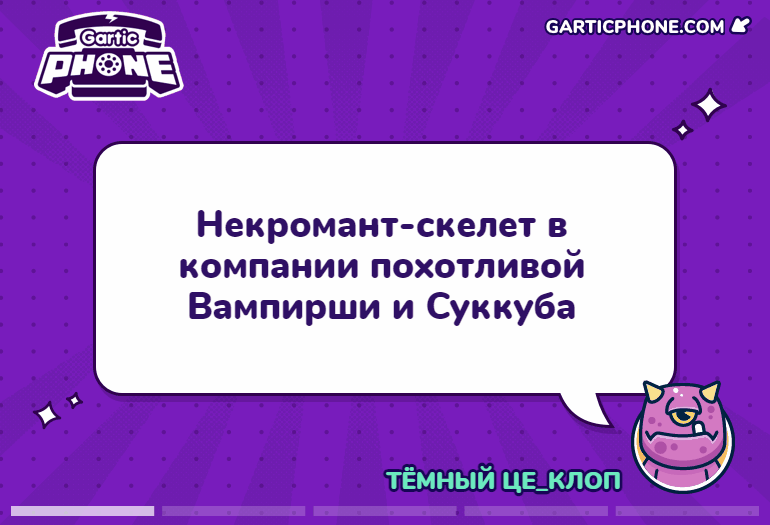 Gartic
PHONE
GARTICPHONE.COM
Некромант-скелет в
компании похотливой
Вампирши и Суккуба
ТЁМНЫЙ ЦЕ_КЛОП